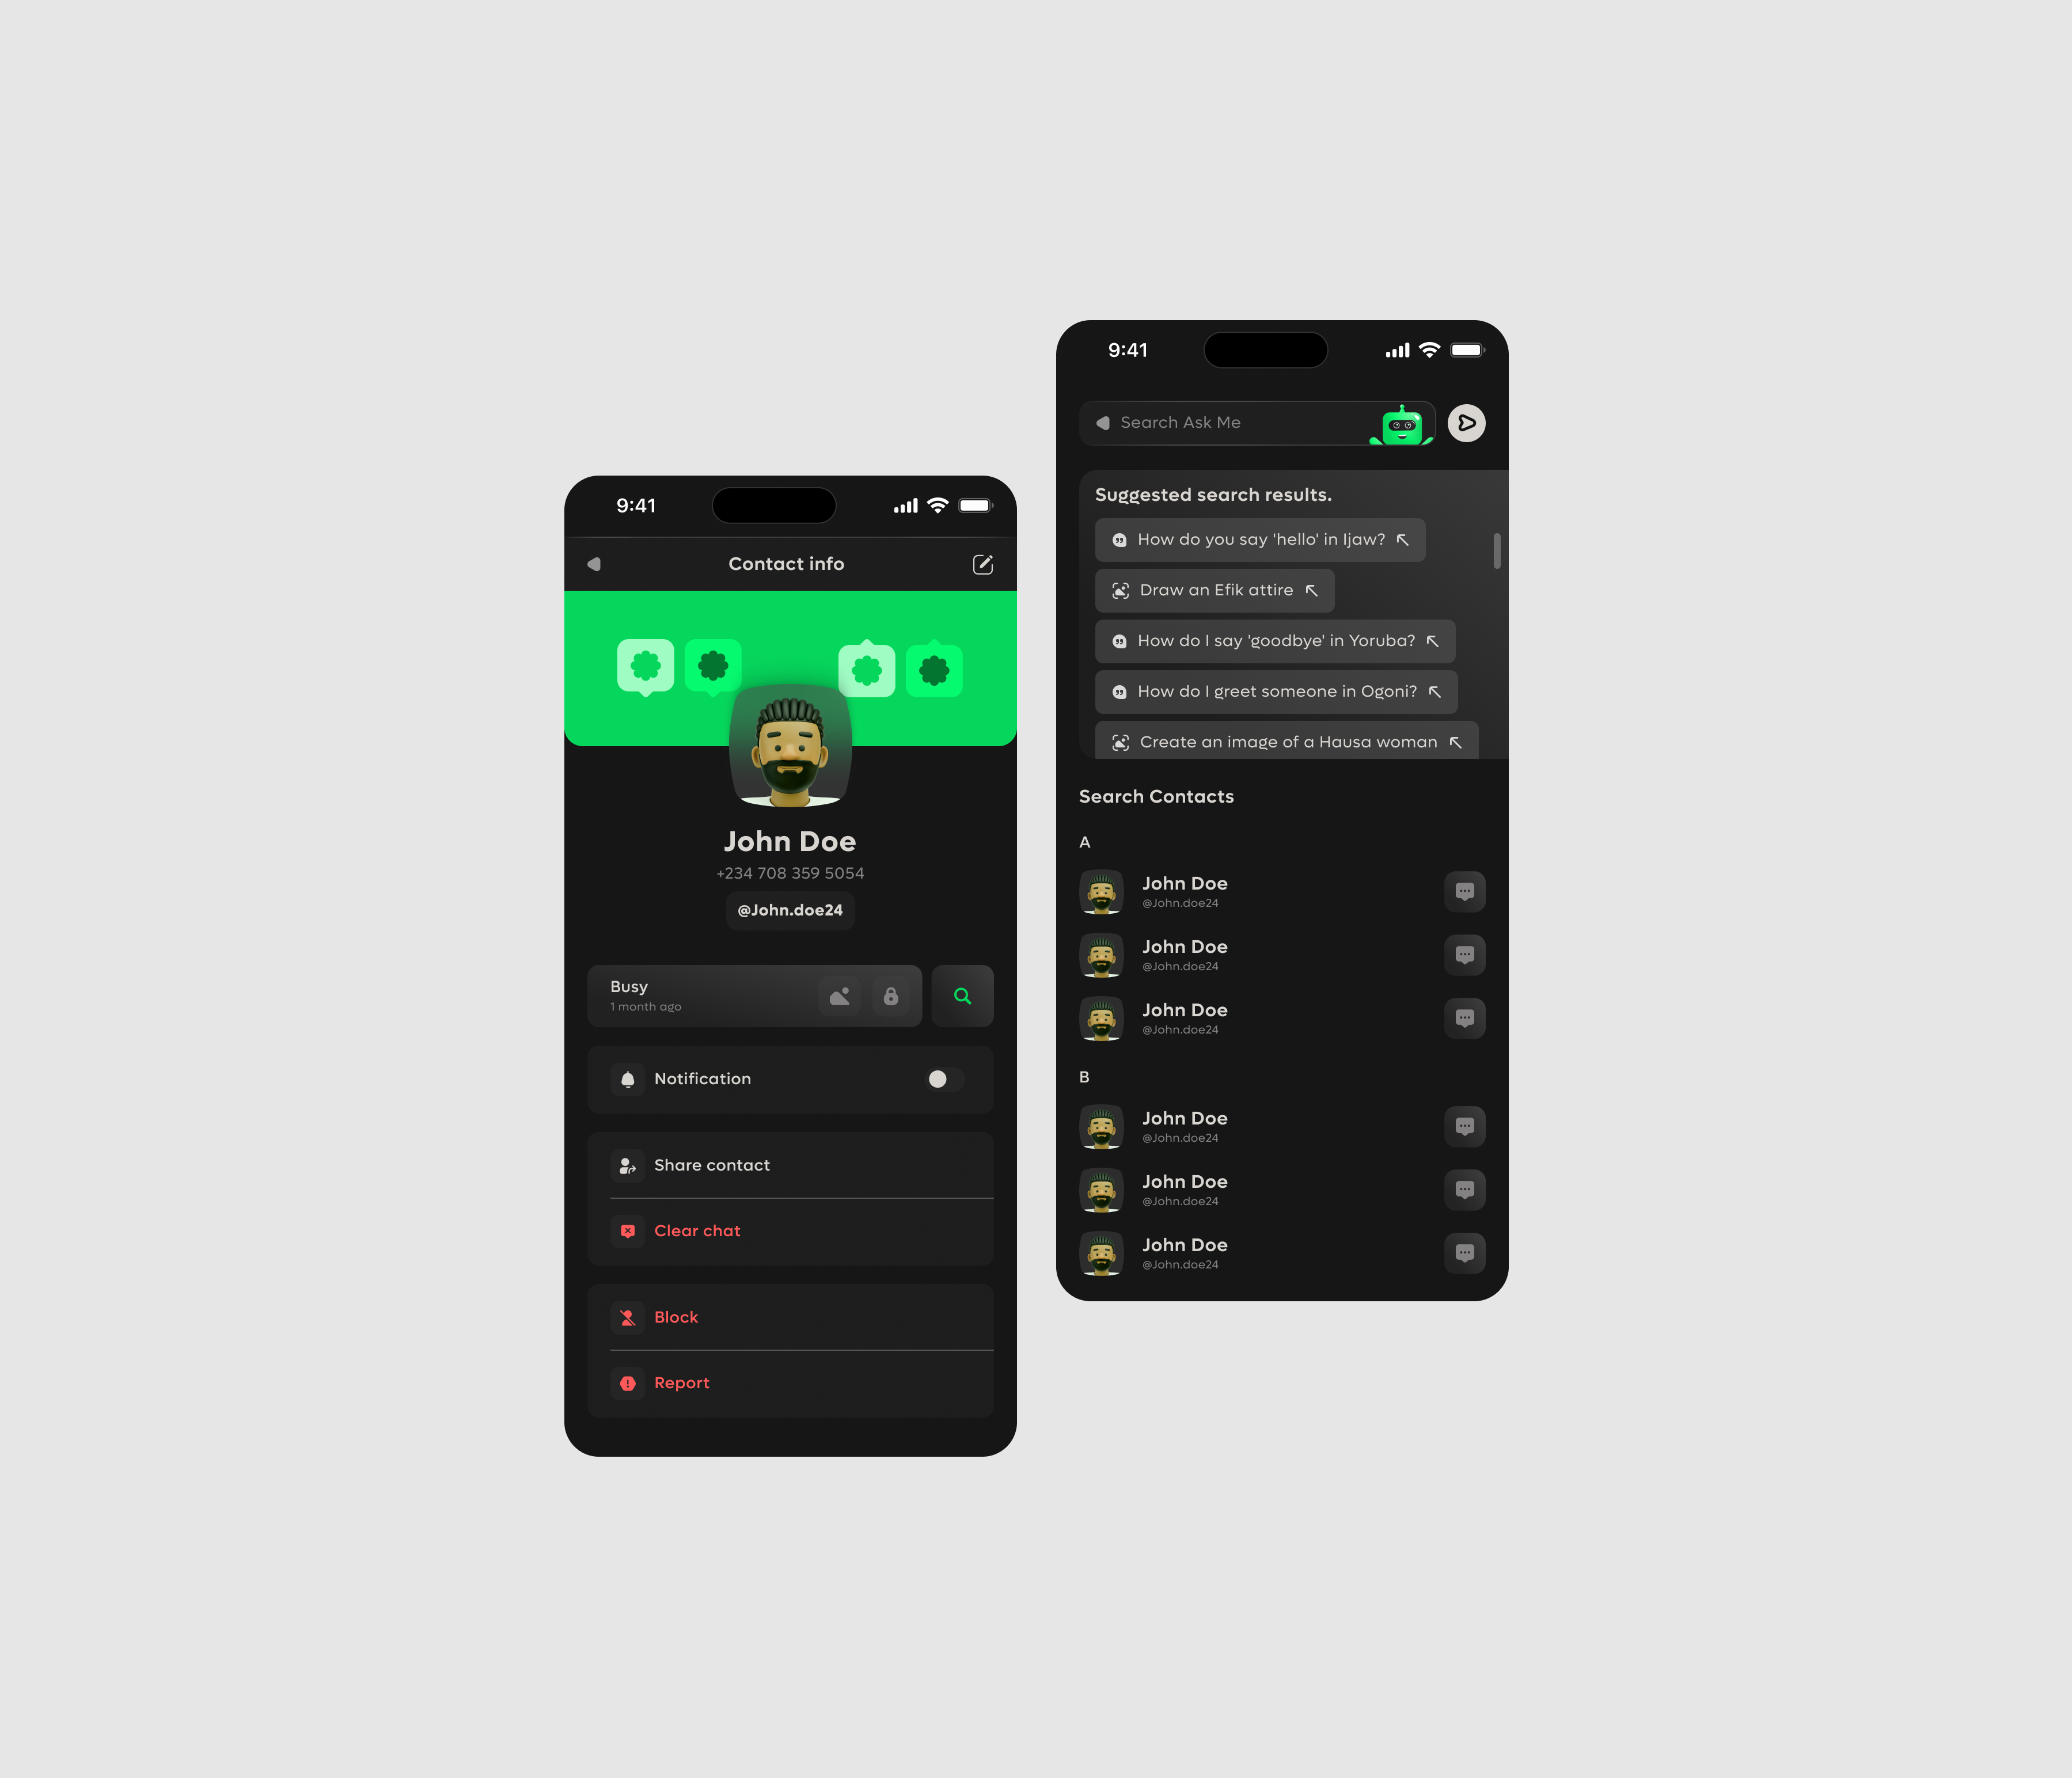 9:41
Contact info
John Doe
+234 708 359 5054
@John.doe24
Busy
1 month ago
Notification
Share contact
Clear chat
Block
Report
9:41
Search Ask Me
Suggested search results.
How do you say 'hello' in Ijaw?
Draw an Efik attire
How do I say 'goodbye' in Yoruba?
How do I greet someone in Ogoni?
Create an image of a Hausa woman
Search Contacts
A
John Doe
@John.doe24
John Doe
@John.doe24
John Doe
@John.doe24
B
John Doe
@John.doe24
John Doe
@John.doe24
John Doe
@John.doe24